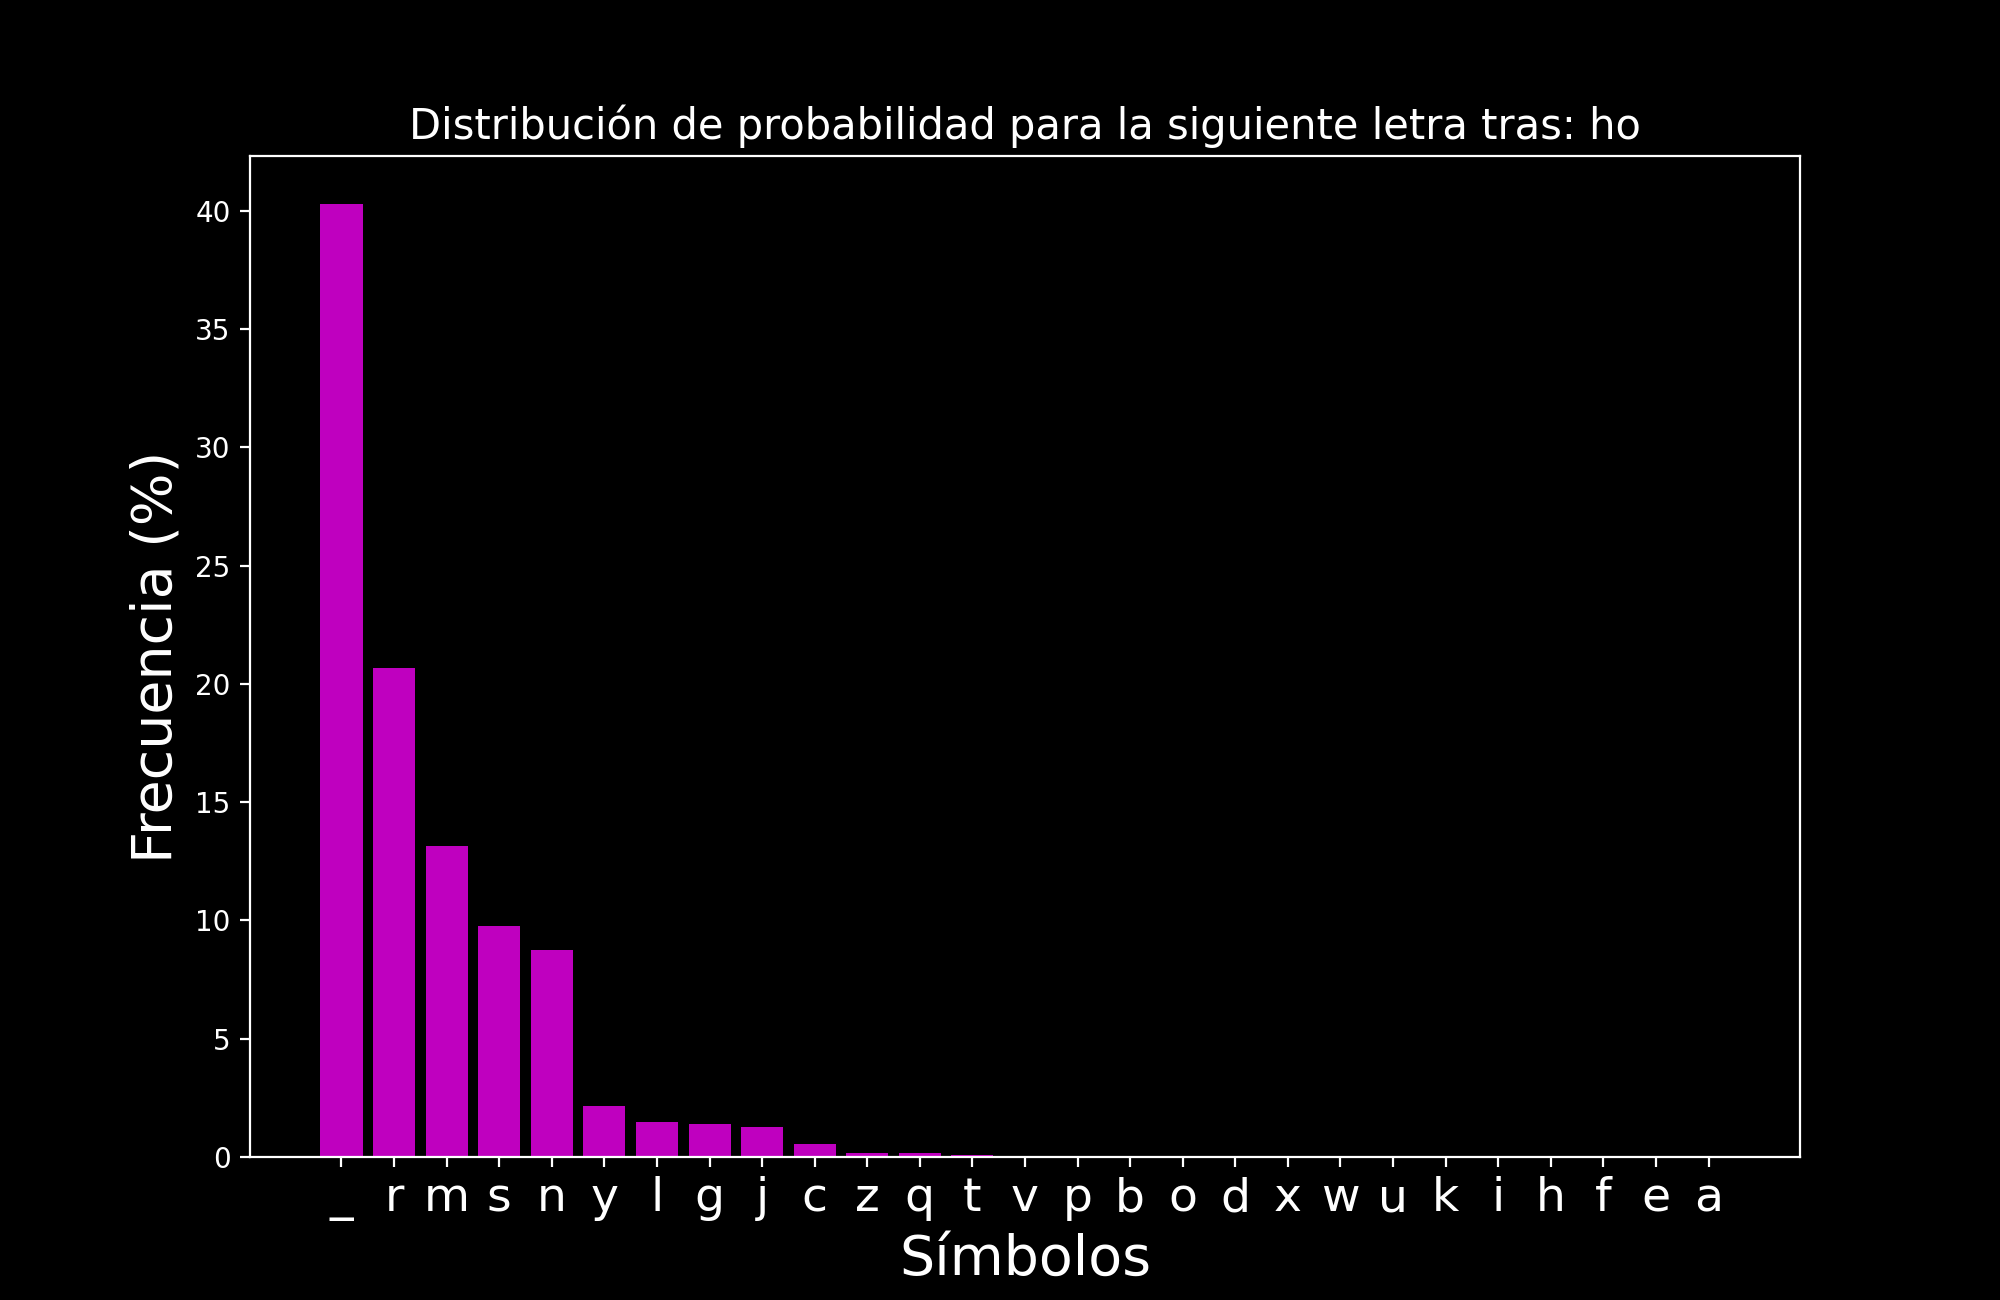 Distribución de probabilidad para la siguiente letra tras: ho
Frecuencia (%)
40
35
30
25
20
15
10
5
0
_ r m s n y l g j c z q t v p b o d x w u k i h f e a
Símbolos